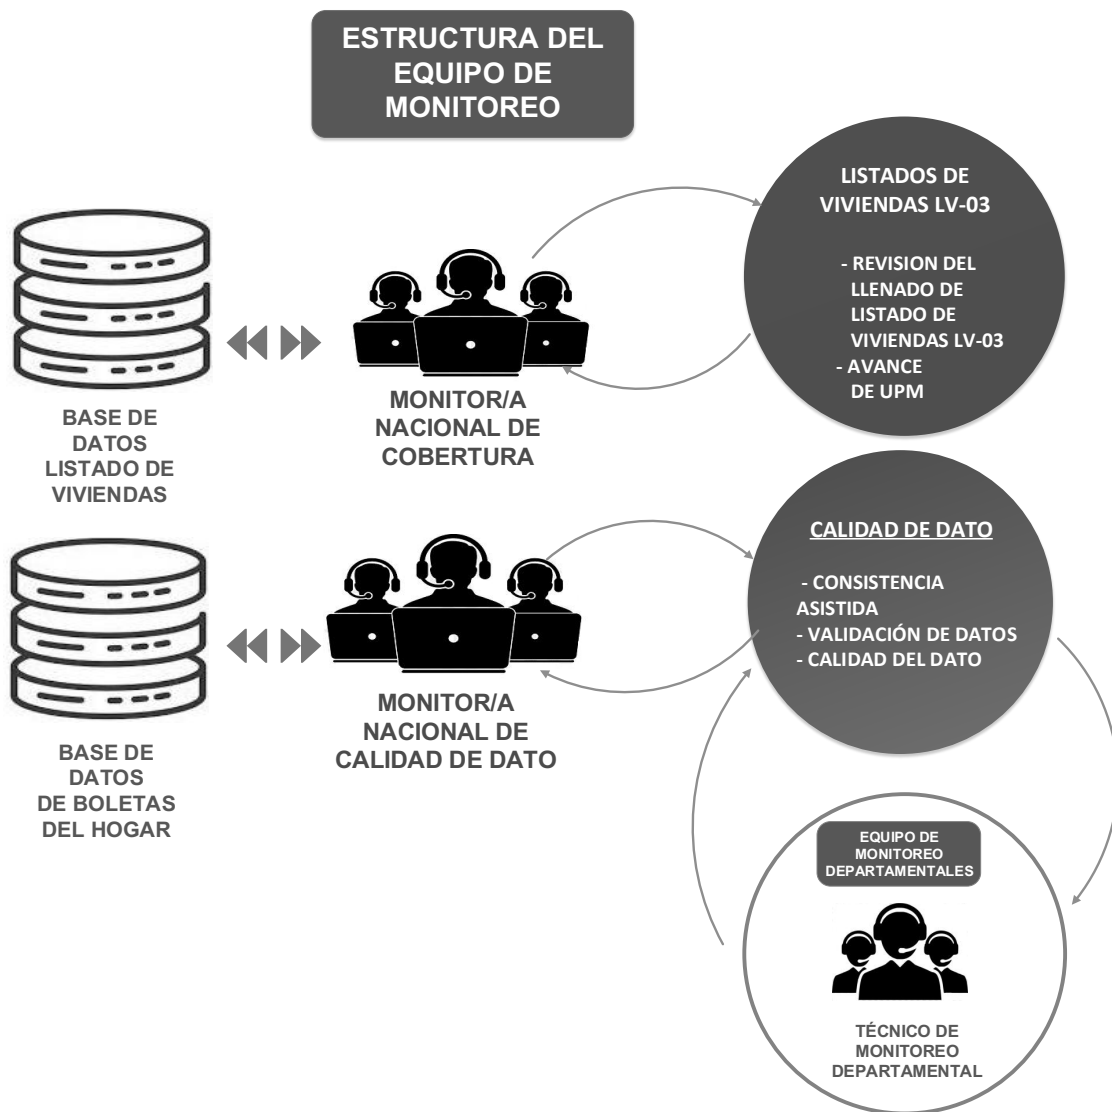 ESTRUCTURA DEL
EQUIPO DE
MONITOREO
LISTADOS DE
VIVIENDAS LV-03
- REVISION DEL
LLENADO DE
LISTADO DE
VIVIENDAS LV-03
- AVANCE
DE UPM
BASE DE
DATOS
LISTADO DE
VIVIENDAS
MONITOR/A
NACIONAL DE
COBERTURA
CALIDAD DE DATO
- CONSISTENCIA
ASISTIDA
- VALIDACIÓN DE DATOS
- CALIDAD DEL DATO
BASE DE
DATOS
DE BOLETAS
DEL HOGAR
MONITOR/A
NACIONAL DE
CALIDAD DE DATO
EQUIPO DE
MONITOREO
DEPARTAMENTALES
TÉCNICO DE
MONITOREO
DEPARTAMENTAL